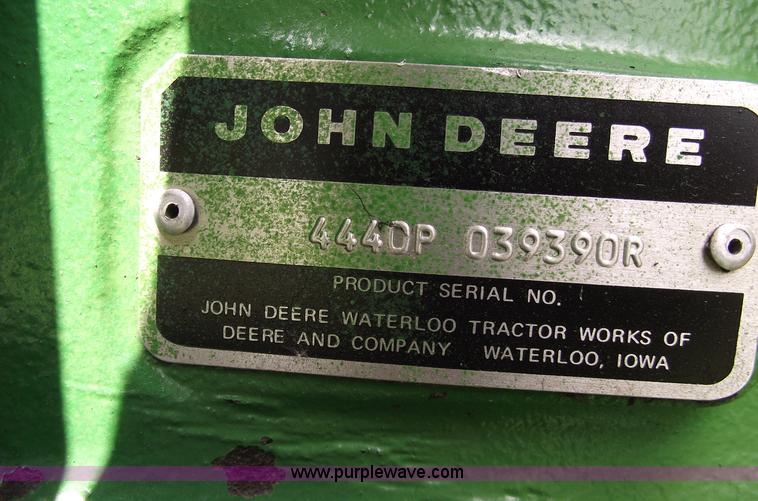 JOHN DEERE
4440P 039390R
PRODUCT SERIAL NO.
JOHN DEERE WATERLOO TRACTOR WORKS OF
DEERE AND COMPANY WATERLOO, IOWA
www.purplewave.com